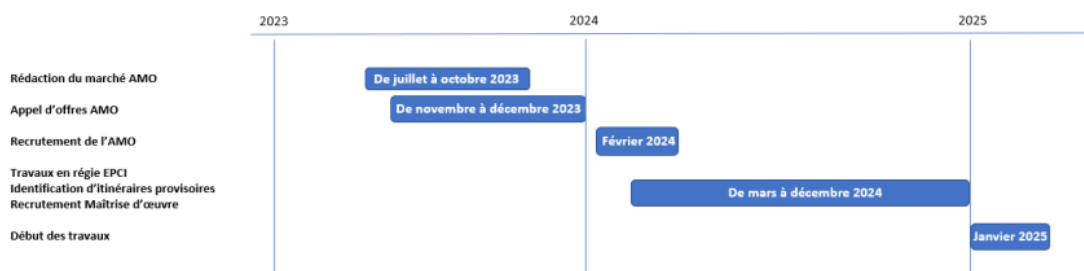 2023 2024 2025
Rédaction du marché AMO De juillet à octobre 2023
Appel d'offres AMO De novembre à décembre 2023
Recrutement de l'AMO Février 2024
Travaux en régie EPCI
Identification d'itinéraires provisoires De mars à décembre 2024
Recrutement Maîtrise d'œuvre
Début des travaux Janvier 2025